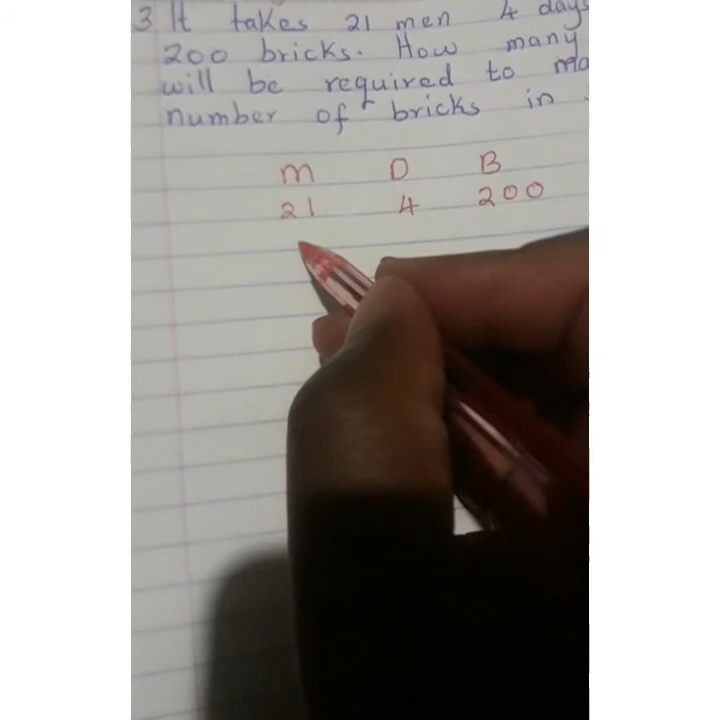 3 It takes 21 men 4 days
200 bricks. How many
will be required to ma
number of bricks in
M D B
21 4 200